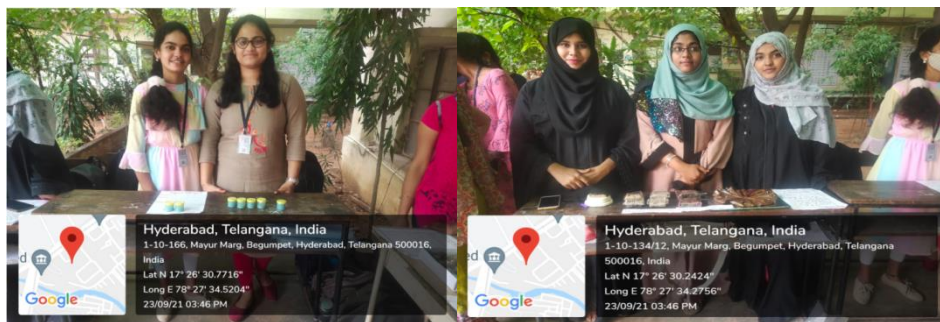 Hyderabad, Telangana, India
1-10-166, Mayur Marg, Begumpet, Hyderabad, Telangana 500016,
India
Lat N 17° 26' 30.7716"
Long E 78° 27' 34.5204"
23/09/21 03:46 PM
d
Google
Hyderabad, Telangana, India
1-10-134/12, Mayur Marg, Begumpet, Hyderabad, Telangana
500016, India
Lat N 17° 26' 30.2424"
Long E 78° 27' 34.2756"
23/09/21 03:46 PM
ed
Google